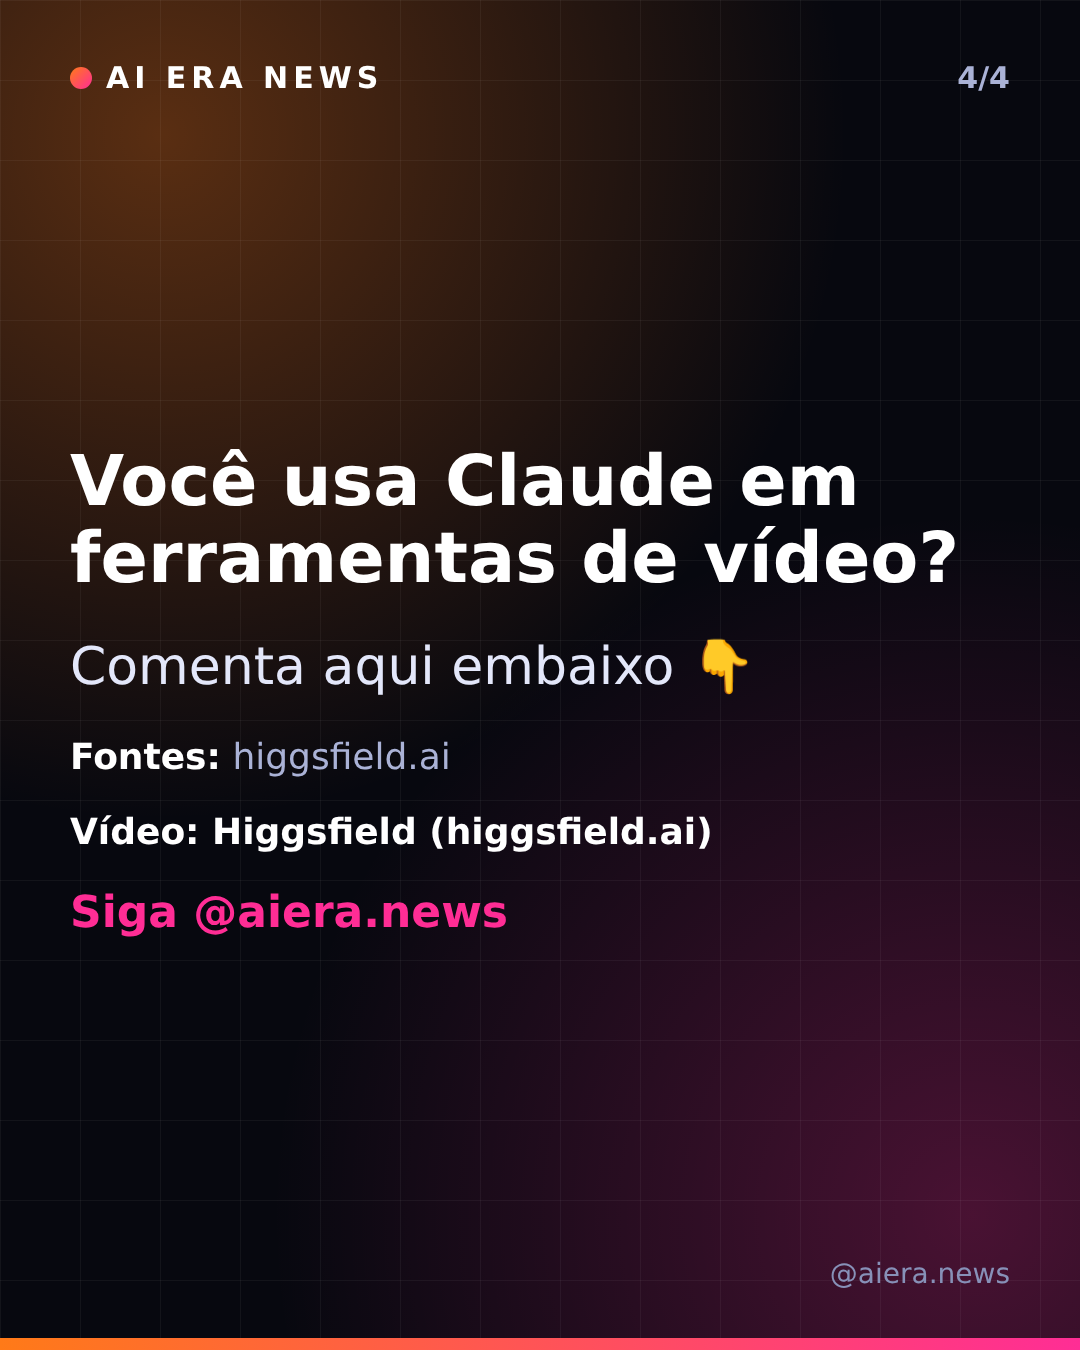 AI ERA NEWS
4/4
Você usa Claude em
ferramentas de vídeo?
Comenta aqui embaixo 👇
Fontes: higgsfield.ai
Vídeo: Higgsfield (higgsfield.ai)
Siga @aiera.news
@aiera.news